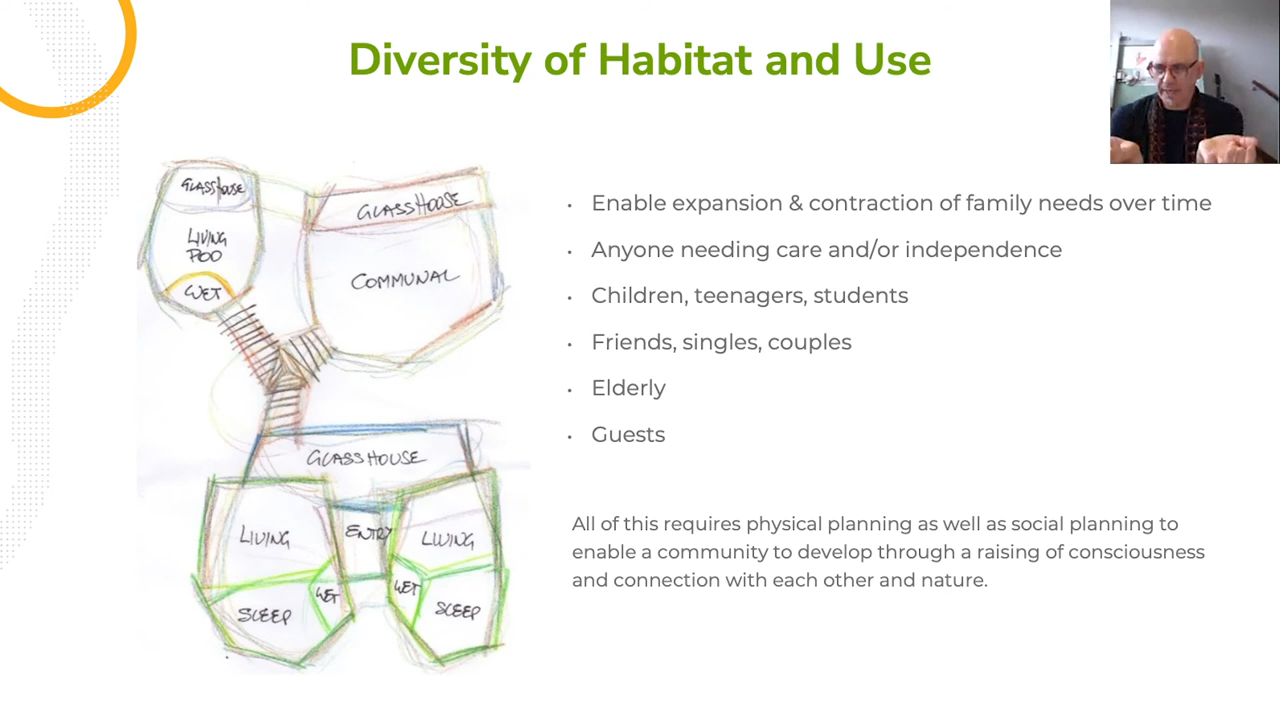 Diversity of Habitat and Use
GLASSHOUSE
LIVING
POD
WET
GLASSHOUSE
COMMUNAL
GLASSHOUSE
LIVING
ENTRY
LIVING
WET
WET
SLEEP
SLEEP
• Enable expansion & contraction of family needs over time
• Anyone needing care and/or independence
• Children, teenagers, students
• Friends, singles, couples
• Elderly
• Guests
All of this requires physical planning as well as social planning to
enable a community to develop through a raising of consciousness
and connection with each other and nature.